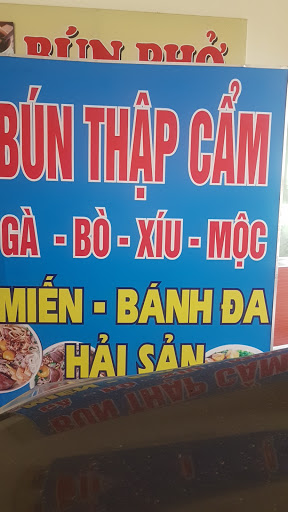 BÚN PHỞ
BÚN THẬP CẨM
GÀ - BÒ - XÍU - MỘC
MIẾN - BÁNH ĐA
HẢI SẢN